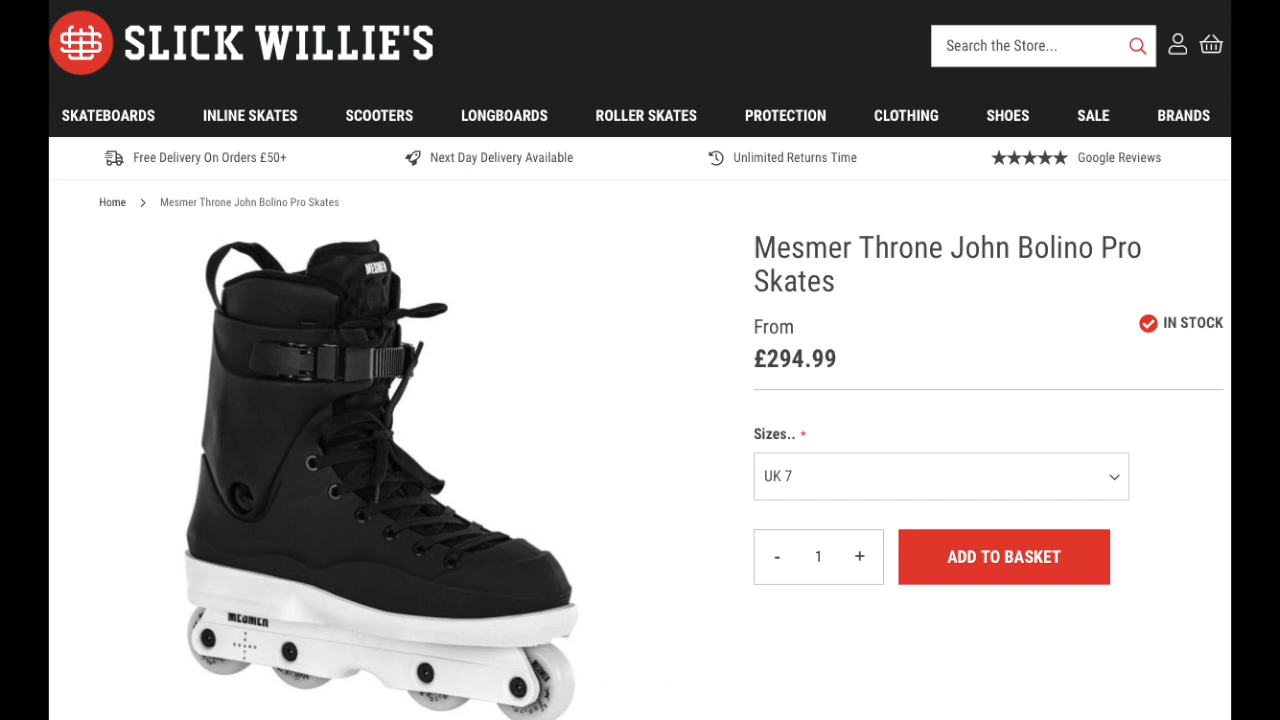 SLICK WILLIE'S
Search the Store...
SKATEBOARDS
INLINE SKATES
SCOOTERS
LONGBOARDS
ROLLER SKATES
PROTECTION
CLOTHING
SHOES
SALE
BRANDS
Free Delivery On Orders £50+
Next Day Delivery Available
Unlimited Returns Time
Google Reviews
Home
Mesmer Throne John Bolino Pro Skates
MESMER
MESMER
Mesmer Throne John Bolino Pro
Skates
From
IN STOCK
£294.99
Sizes.. *
UK 7
- 1 +
ADD TO BASKET